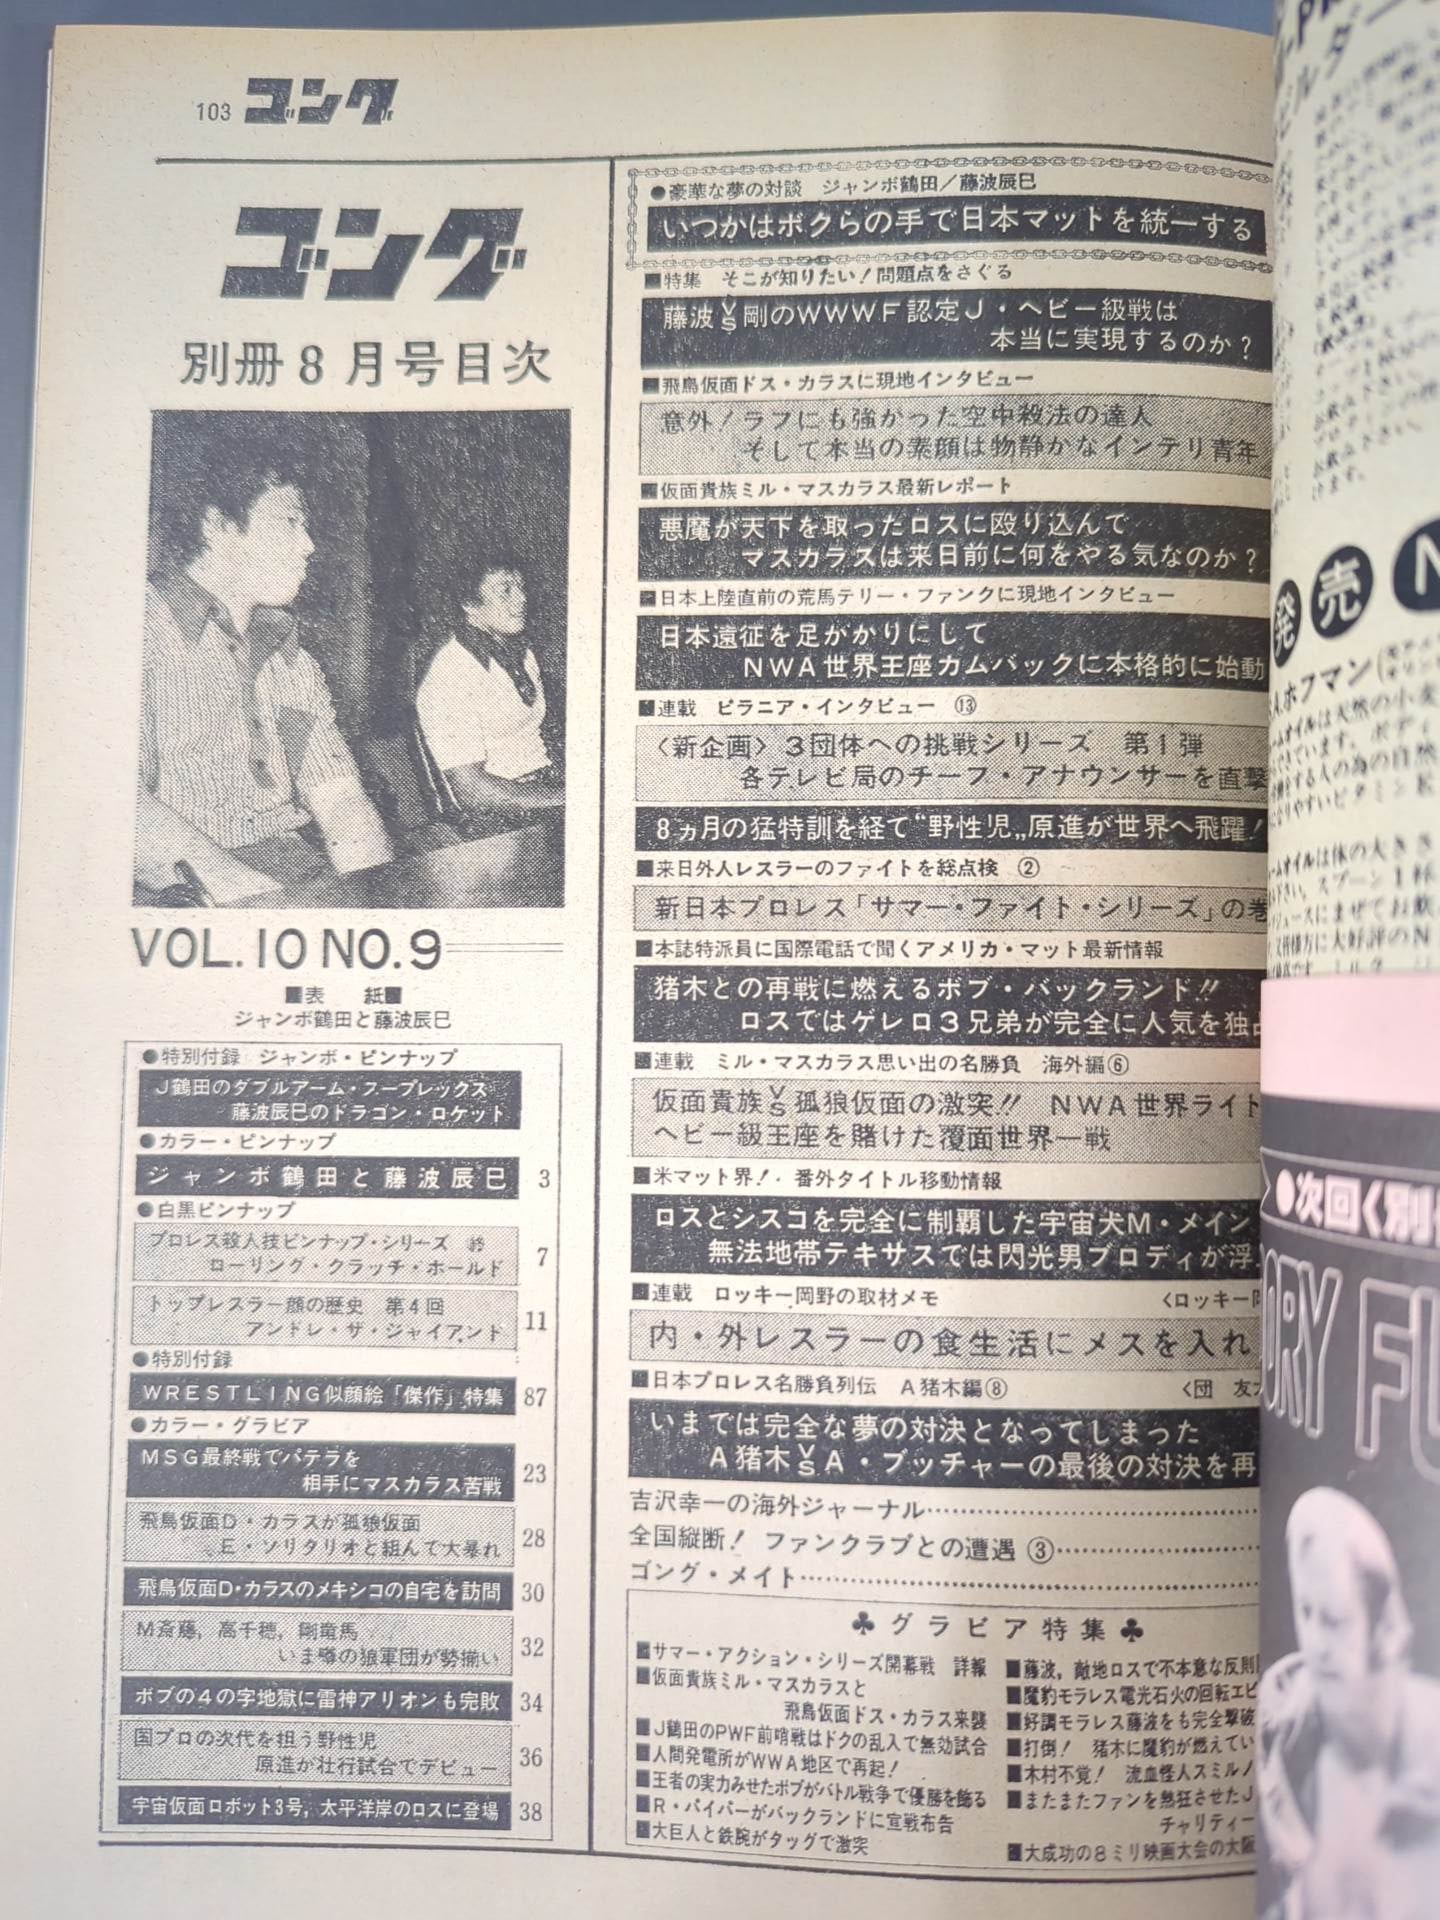 103 ゴング
ゴング
別冊8月号目次
VOL.10 NO.9
■表 紙■
ジャンボ鶴田と藤波辰巳
●特別付録 ジャンボ・ピンナップ
J鶴田のダブルアーム・スープレックス
藤波辰巳のドラゴン・ロケット
●カラー・ピンナップ
ジャンボ鶴田と藤波辰巳 3
●白黒ピンナップ
プロレス殺人技ピンナップ・シリーズ 終
ローリング・クラッチ・ホールド 7
トップレスラー顔の歴史 第4回
アンドレ・ザ・ジャイアント 11
●特別付録
WRESTLING似顔絵「傑作」特集 87
●カラー・グラビア
MSG最終戦でパテラを
相手にマスカラス苦戦 23
飛鳥仮面D・カラスが孤狼仮面
E・ソリタリオと組んで大暴れ 28
飛鳥仮面D・カラスのメキシコの自宅を訪問 30
M斎藤，高千穂，剛竜馬
いま噂の狼軍団が勢揃い 32
ボブの4の字地獄に雷神アリオンも完敗 34
国プロの次代を担う野性児
原進が壮行試合でデビュー 36
宇宙仮面ロボット3号，太平洋岸のロスに登場 38
●豪華な夢の対談 ジャンボ鶴田／藤波辰巳
いつかはボクらの手で日本マットを統一する
■特集 そこが知りたい！問題点をさぐる
藤波VS剛のWWWF認定J・ヘビー級戦は
本当に実現するのか？
■飛鳥仮面ドス・カラスに現地インタビュー
意外！ラフにも強かった空中殺法の達人
そして本当の素顔は物静かなインテリ青年
■仮面貴族ミル・マスカラス最新レポート
悪魔が天下を取ったロスに殴り込んで
マスカラスは来日前に何をやる気なのか？
■日本上陸直前の荒馬テリー・ファンクに現地インタビュー
日本遠征を足がかりにして
NWA世界王座カムバックに本格的に始動
■連載 ピラニア・インタビュー ⑬
〈新企画〉3団体への挑戦シリーズ 第1弾
各テレビ局のチーフ・アナウンサーを直撃
8ヵ月の猛特訓を経て“野性児„原進が世界へ飛躍！
■来日外人レスラーのファイトを総点検 ②
新日本プロレス「サマー・ファイト・シリーズ」の巻
■本誌特派員に国際電話で聞くアメリカ・マット最新情報
猪木との再戦に燃えるボブ・バックランド!!
ロスではゲレロ3兄弟が完全に人気を独占
■連載 ミル・マスカラス思い出の名勝負 海外編⑥
仮面貴族VS孤狼仮面の激突!! NWA世界ライト
ヘビー級王座を賭けた覆面世界一戦
■米マット界！・番外タイトル移動情報
ロスとシスコを完全に制覇した宇宙犬M・メイン
無法地帯テキサスでは閃光男ブロディが浮上
■連載 ロッキー岡野の取材メモ 〈ロッキー岡
内・外レスラーの食生活にメスを入れ
■日本プロレス名勝負列伝 A猪木編⑧ 〈団 友
いまでは完全な夢の対決となってしまった
A猪木VSA・ブッチャーの最後の対決を再
吉沢幸一の海外ジャーナル
全国縦断！ ファンクラブとの遭遇 ③
ゴング・メイト
♣グラビア特集♣
■サマー・アクション・シリーズ開幕戦 詳報
■仮面貴族ミル・マスカラスと
飛鳥仮面ドス・カラス来襲
■J鶴田のPWF前哨戦はドクの乱入で無効試合
■人間発電所がWWA地区で再起！
■王者の実力みせたボブがバトル戦争で優勝を飾る
■R・パイパーがバックランドに宣戦布告
■大巨人と鉄腕がタッグで激突
■藤波，敵地ロスで不本意な反則
■魔豹モラレス電光石火の回転エビ
■好調モラレス藤波をも完全撃破
■打倒！ 猪木に魔豹が燃えてい
■木村不覚！ 流血怪人スミルノ
■またまたファンを熱狂させたJ
チャリティー
■大成功の8ミリ映画大会の大阪
発売N
ホフマン
●次回〈別
ORY FU